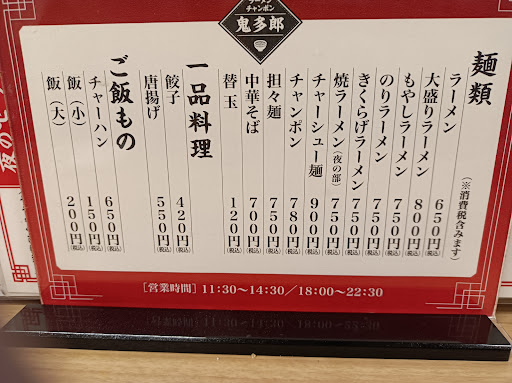 ラーメン
チャンポン
鬼多郎
麺類
(※消費税含みます)
ラーメン 650円(税込)
大盛りラーメン 800円(税込)
もやしラーメン 750円(税込)
のりラーメン 750円(税込)
きくらげラーメン 750円(税込)
焼ラーメン(夜の部) 750円(税込)
チャーシュー麺 900円(税込)
チャンポン 780円(税込)
担々麺 750円(税込)
中華そば 700円(税込)
替玉 120円(税込)
一品料理
餃子 420円(税込)
唐揚げ 550円(税込)
ご飯もの
チャーハン 650円(税込)
飯(小) 150円(税込)
飯(大) 200円(税込)
[営業時間] 11:30〜14:30/18:00〜22:30
夜のセ